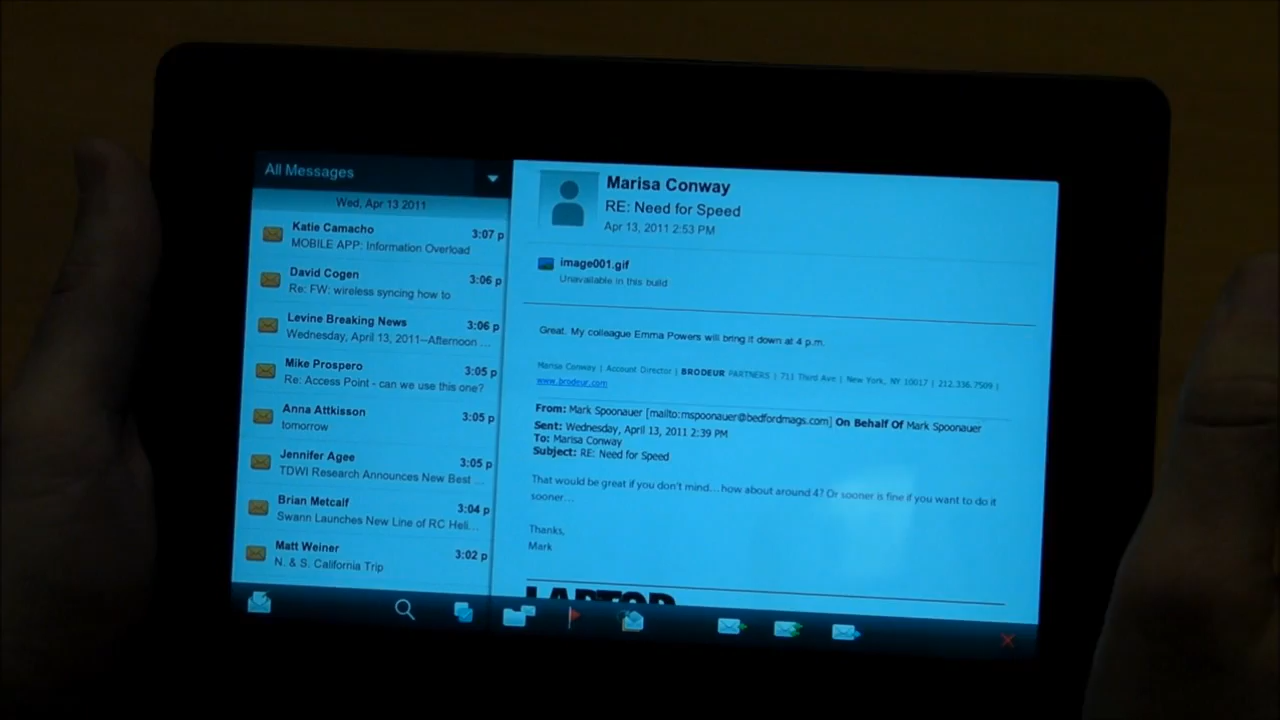 All Messages
Wed, Apr 13 2011
Katie Camacho 3:07 p
MOBILE APP: Information Overload
David Cogen 3:06 p
Re: FW: wireless syncing how to
Levine Breaking News 3:06 p
Wednesday, April 13, 2011--Afternoon ...
Mike Prospero 3:05 p
Re: Access Point - can we use this one?
Anna Attkisson 3:05 p
tomorrow
Jennifer Agee 3:05 p
TDWI Research Announces New Best ...
Brian Metcalf 3:04 p
Swann Launches New Line of RC Heli...
Matt Weiner 3:02 p
N. & S. California Trip
Marisa Conway
RE: Need for Speed
Apr 13, 2011 2:53 PM
image001.gif
Unavailable in this build
Great. My colleague Emma Powers will bring it down at 4 p.m.
Marisa Conway | Account Director | BRODEUR PARTNERS | 711 Third Ave | New York, NY 10017 | 212.336.7509 |
www.brodeur.com
From: Mark Spoonauer [mailto:mspoonauer@bedfordmags.com] On Behalf Of Mark Spoonauer
Sent: Wednesday, April 13, 2011 2:39 PM
To: Marisa Conway
Subject: RE: Need for Speed
That would be great if you don't mind...how about around 4? Or sooner is fine if you want to do it
sooner...
Thanks,
Mark
LAPTOP